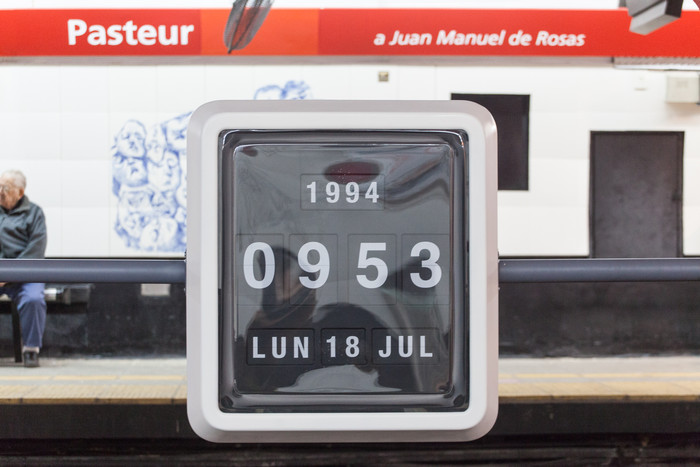 Pasteur
a Juan Manuel de Rosas
1994
0953
LUN 18 JUL